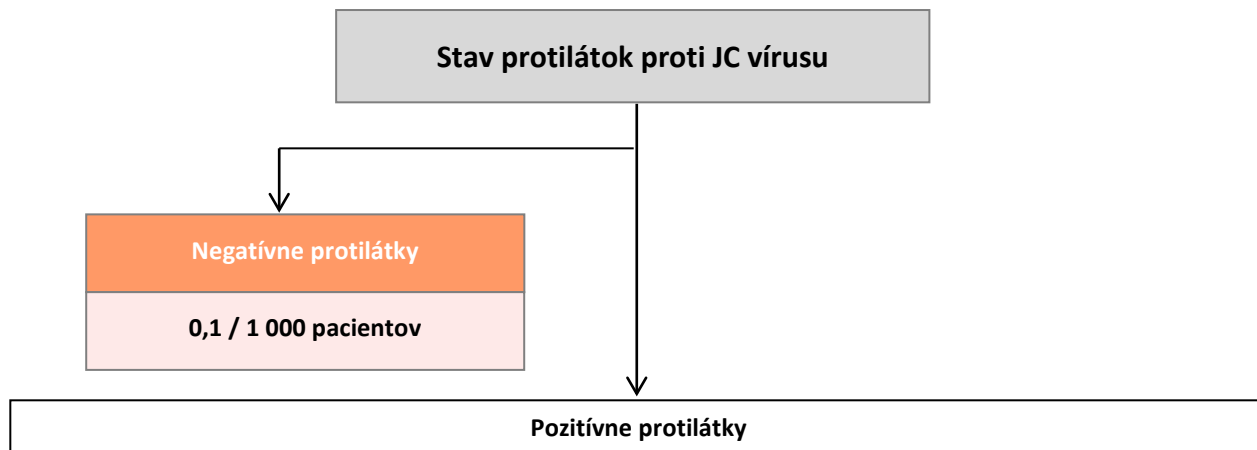 Stav protilátok proti JC vírusu
Negatívne protilátky
0,1 / 1 000 pacientov
Pozitívne protilátky